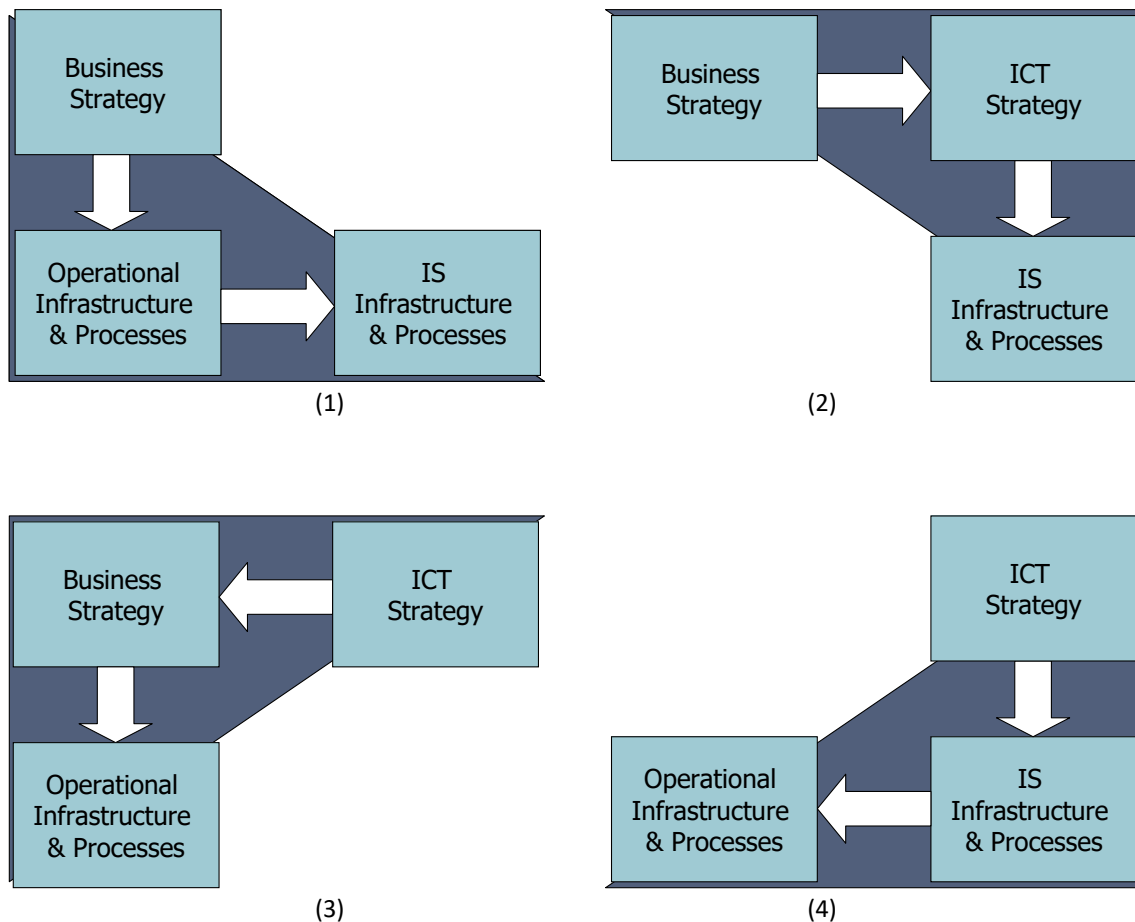 Business
Strategy
Operational
Infrastructure
& Processes
IS
Infrastructure
& Processes
(1)
Business
Strategy
ICT
Strategy
IS
Infrastructure
& Processes
(2)
Business
Strategy
ICT
Strategy
Operational
Infrastructure
& Processes
(3)
ICT
Strategy
Operational
Infrastructure
& Processes
IS
Infrastructure
& Processes
(4)